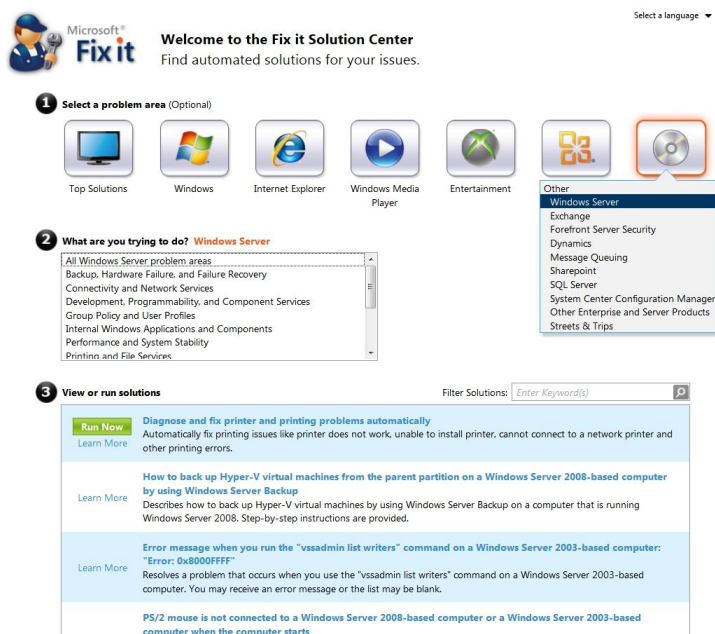 Select a language
Microsoft®
Fix it
Welcome to the Fix it Solution Center
Find automated solutions for your issues.
1 Select a problem area (Optional)
Top Solutions
Windows
Internet Explorer
Windows Media
Player
Entertainment
Other
Windows Server
Exchange
Forefront Server Security
Dynamics
Message Queuing
Sharepoint
SQL Server
System Center Configuration Manager
Other Enterprise and Server Products
Streets & Trips
2 What are you trying to do? Windows Server
All Windows Server problem areas
Backup, Hardware Failure, and Failure Recovery
Connectivity and Network Services
Development, Programmability, and Component Services
Group Policy and User Profiles
Internal Windows Applications and Components
Performance and System Stability
Printing and File Services
3 View or run solutions
Filter Solutions: Enter Keyword(s)
Run Now
Learn More
Diagnose and fix printer and printing problems automatically
Automatically fix printing issues like printer does not work, unable to install printer, cannot connect to a network printer and
other printing errors.
Learn More
How to back up Hyper-V virtual machines from the parent partition on a Windows Server 2008-based computer
by using Windows Server Backup
Describes how to back up Hyper-V virtual machines by using Windows Server Backup on a computer that is running
Windows Server 2008. Step-by-step instructions are provided.
Learn More
Error message when you run the "vssadmin list writers" command on a Windows Server 2003-based computer:
"Error: 0x8000FFFF"
Resolves a problem that occurs when you use the "vssadmin list writers" command on a Windows Server 2003-based
computer. You may receive an error message or the list may be blank.
PS/2 mouse is not connected to a Windows Server 2008-based computer or a Windows Server 2003-based
computer when the computer starts